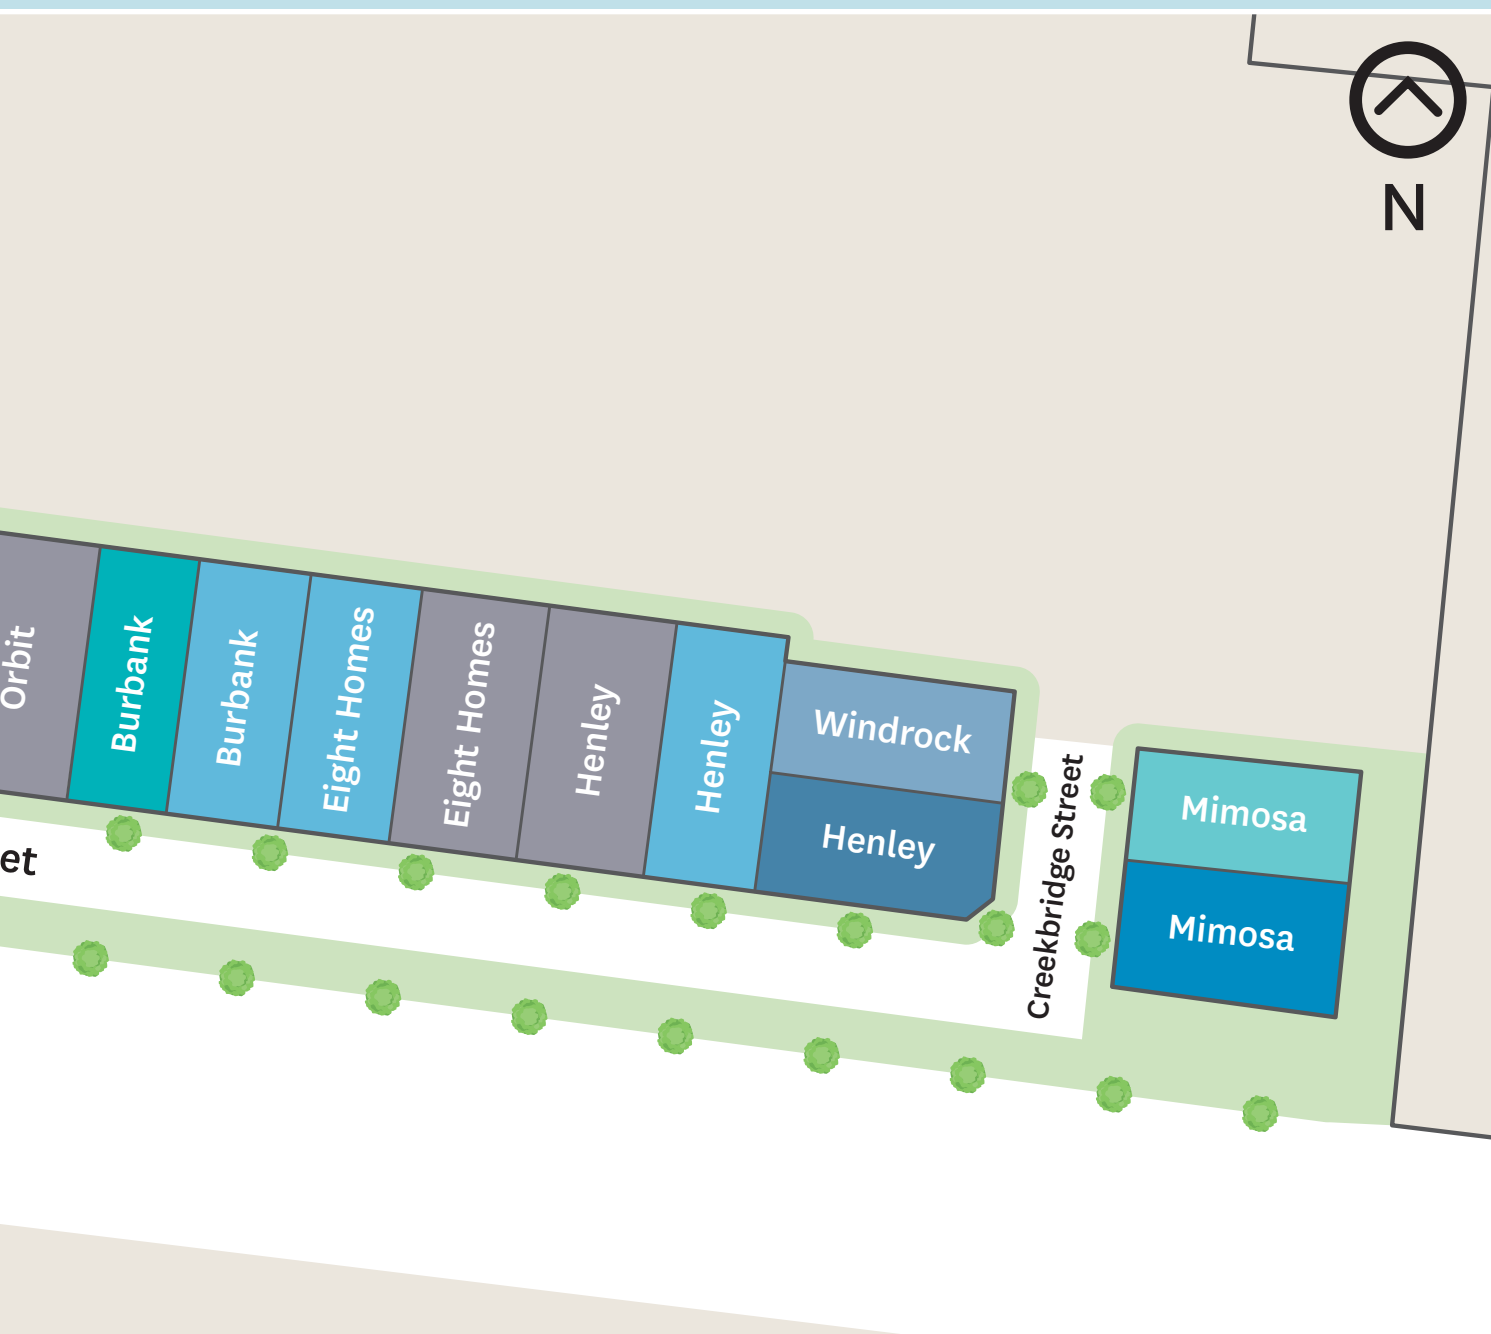 N
Orbit
Burbank
Burbank
Eight Homes
Eight Homes
Henley
Henley
Windrock
Henley
Creekbridge Street
Mimosa
Mimosa
et